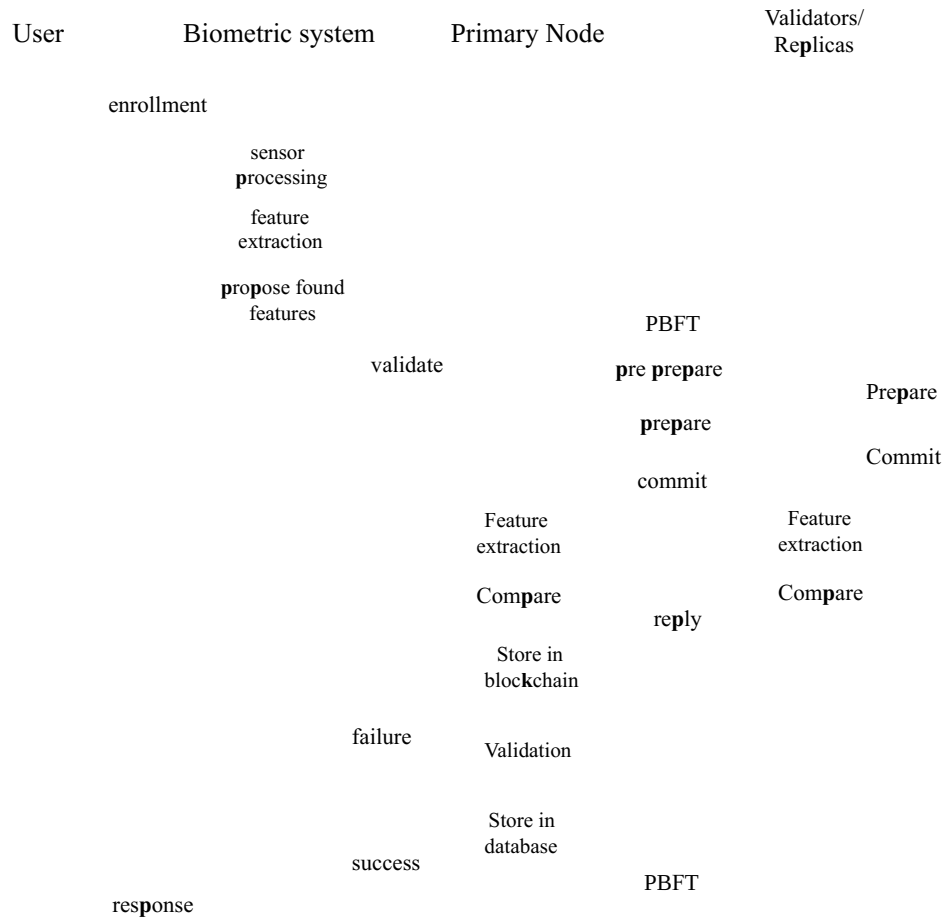 User
Biometric system
Primary Node
Validators/
Replicas
enrollment
sensor
processing
feature
extraction
propose found
features
PBFT
validate
pre prepare
Prepare
prepare
Commit
commit
Feature
extraction
Feature
extraction
Compare
Compare
reply
Store in
blockchain
failure
Validation
Store in
database
success
PBFT
response